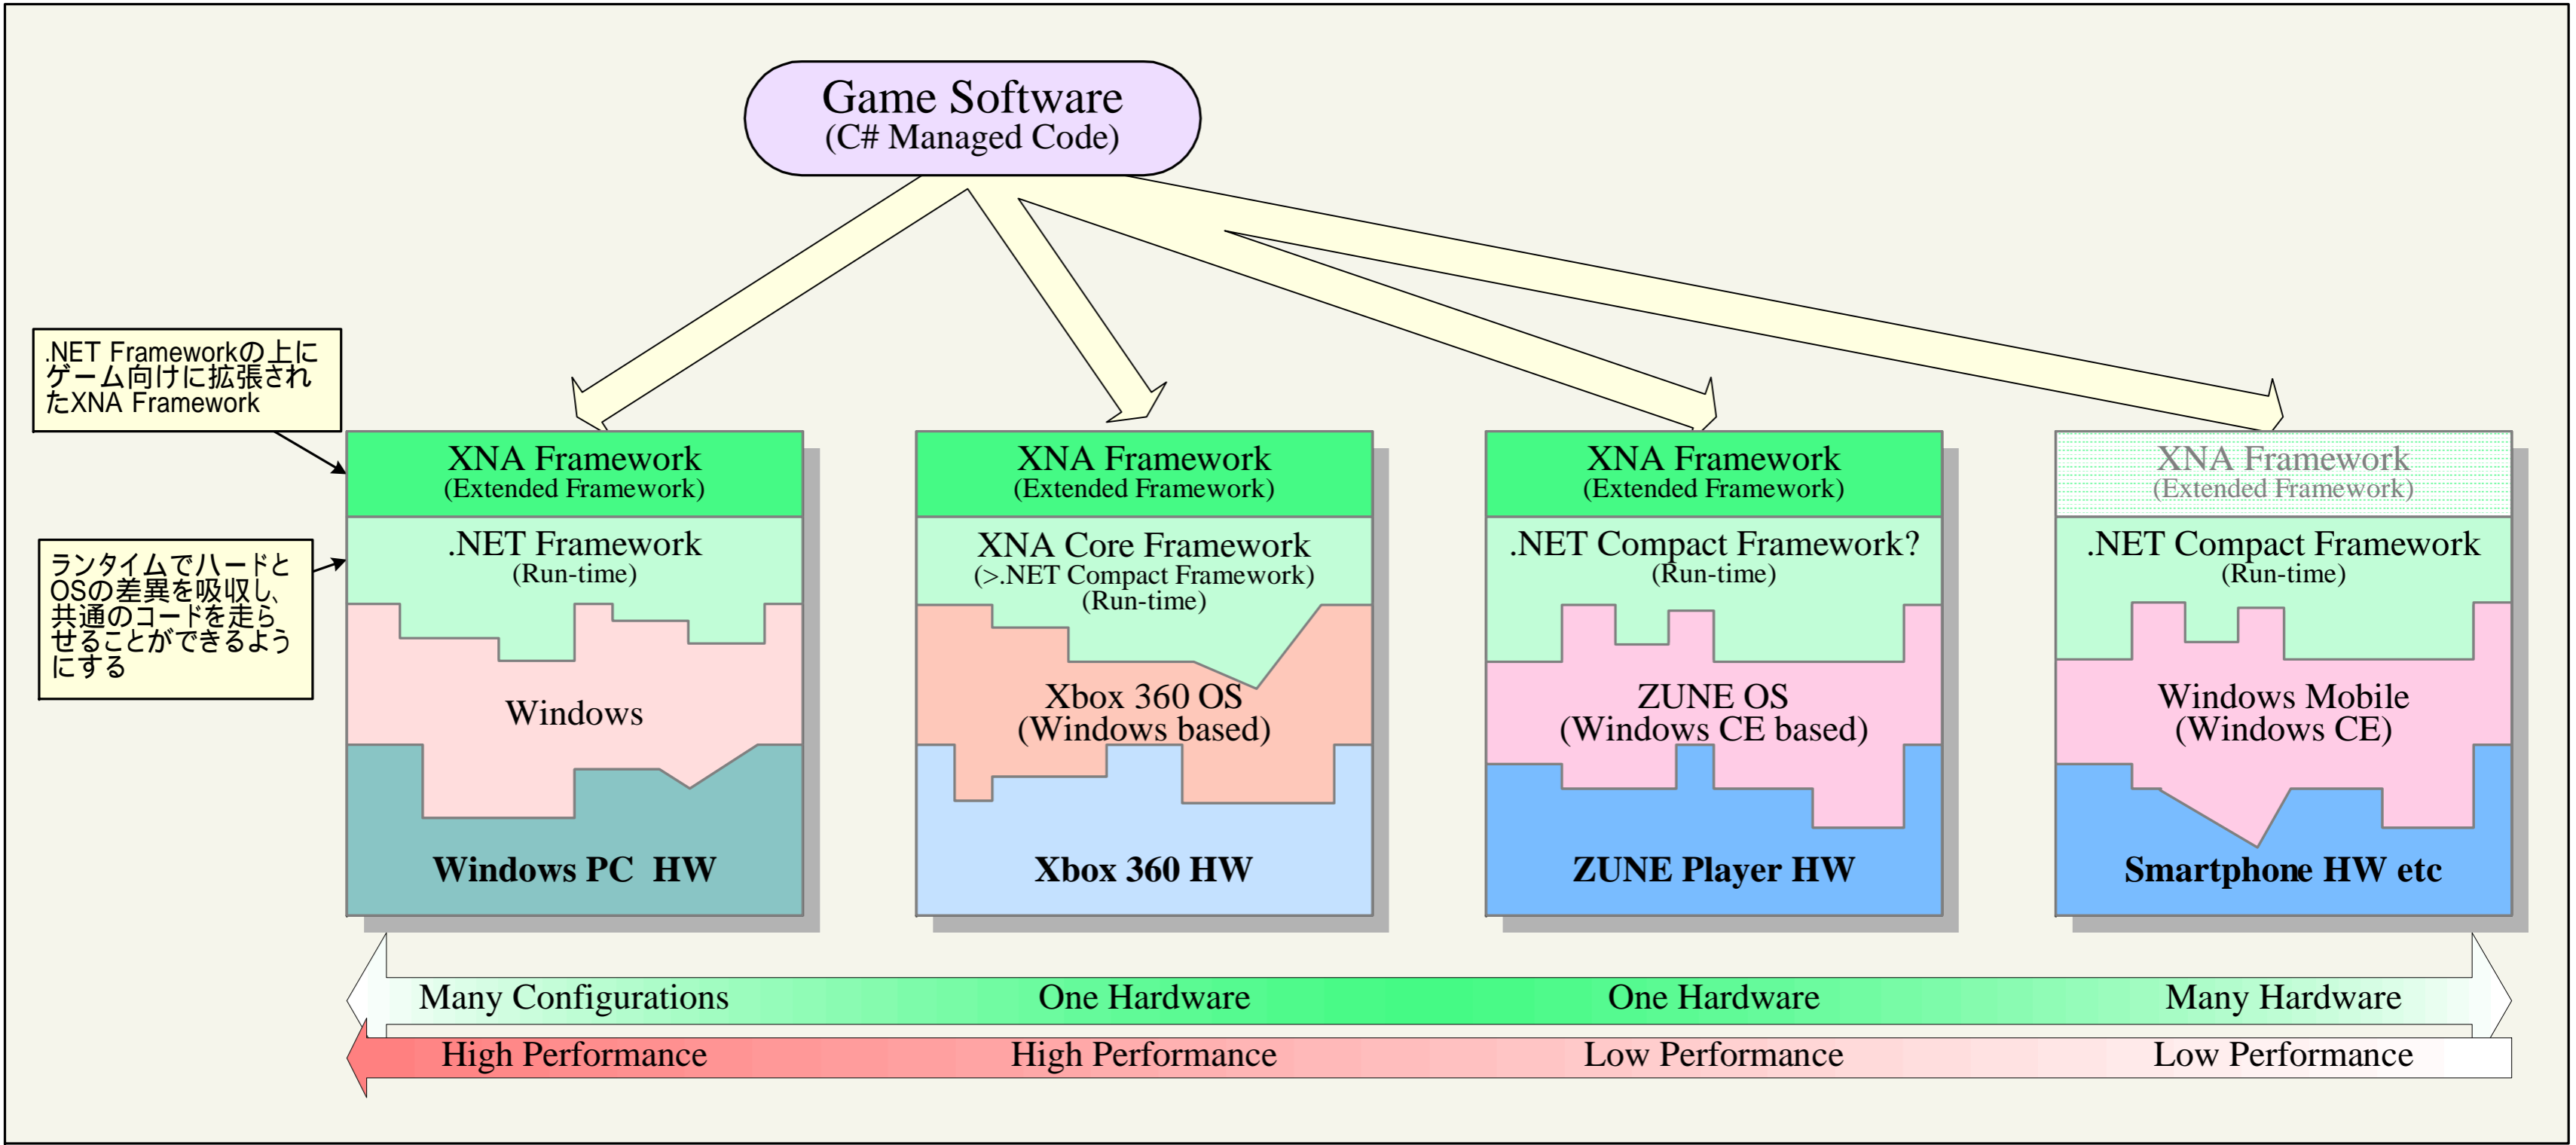 Game Software
(C# Managed Code)
.NET Frameworkの上に
ゲーム向けに拡張され
たXNA Framework
ランタイムでハードと
OSの差異を吸収し、
共通のコードを走ら
せることができるよう
にする
XNA Framework
(Extended Framework)
.NET Framework
(Run-time)
Windows
Windows PC HW
XNA Framework
(Extended Framework)
XNA Core Framework
(>.NET Compact Framework)
(Run-time)
Xbox 360 OS
(Windows based)
Xbox 360 HW
XNA Framework
(Extended Framework)
.NET Compact Framework?
(Run-time)
ZUNE OS
(Windows CE based)
ZUNE Player HW
XNA Framework
(Extended Framework)
.NET Compact Framework
(Run-time)
Windows Mobile
(Windows CE)
Smartphone HW etc
Many Configurations One Hardware One Hardware Many Hardware
High Performance High Performance Low Performance Low Performance